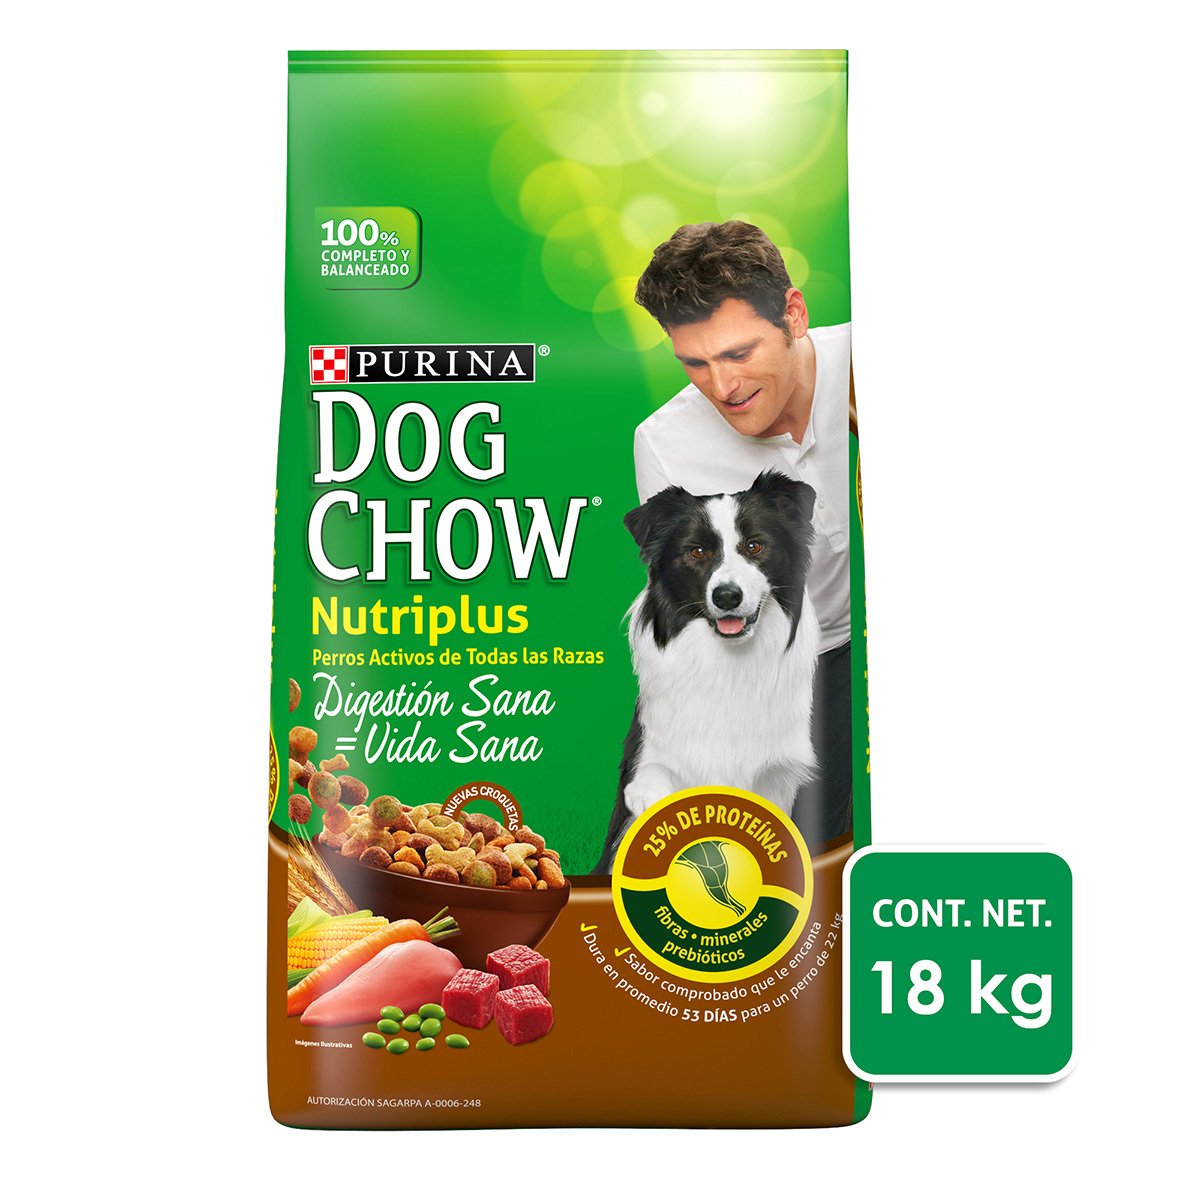 100%
COMPLETO Y
BALANCEADO
PURINA®
DOG
CHOW®
Nutriplus
Perros Activos de Todas las Razas
Digestión Sana
=Vida Sana
NUEVAS CROQUETAS
25% DE PROTEÍNAS
fibras • minerales
prebióticos
✓Sabor comprobado que le encanta
✓Dura en promedio 53 DÍAS para un perro de 22 kg
CONT. NET.
18 kg
Imágenes Ilustrativas
AUTORIZACIÓN SAGARPA A-0006-248